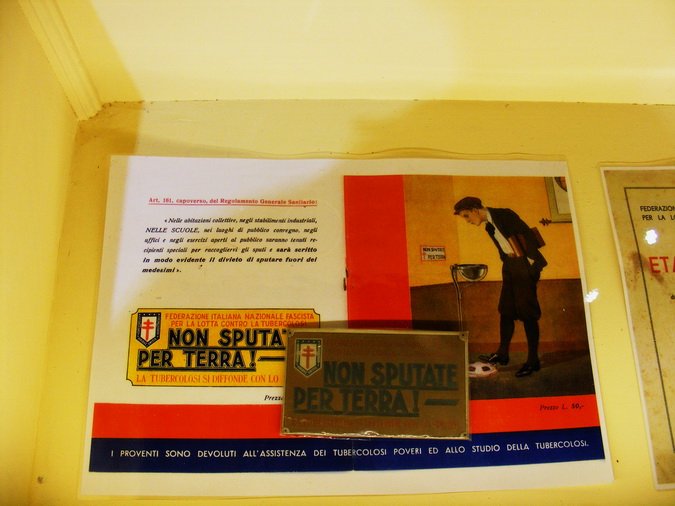 Art. 161, capoverso, del Regolamento Generale Sanitario:
« Nelle abitazioni collettive, negli stabilimenti industriali,
NELLE SCUOLE, nei luoghi di pubblico convegno, negli
uffici e negli esercizi aperti al pubblico saranno tenuti re-
cipienti speciali per raccogliervi gli sputi e sarà scritto
in modo evidente il divieto di sputare fuori dei
medesimi ».
FEDERAZIONE ITALIANA NAZIONALE FASCISTA
PER LA LOTTA CONTRO LA TUBERCOLOSI
NON SPUTATE
PER TERRA!
LA TUBERCOLOSI SI DIFFONDE CON LO
Prezzo
NON SPUTATE
PER TERRA!
NON SPUTATE
PER TERRA
Prezzo L. 50,-
I PROVENTI SONO DEVOLUTI ALL'ASSISTENZA DEI TUBERCOLOSI POVERI ED ALLO STUDIO DELLA TUBERCOLOSI.
FEDERAZIO
PER LA LO
ETA